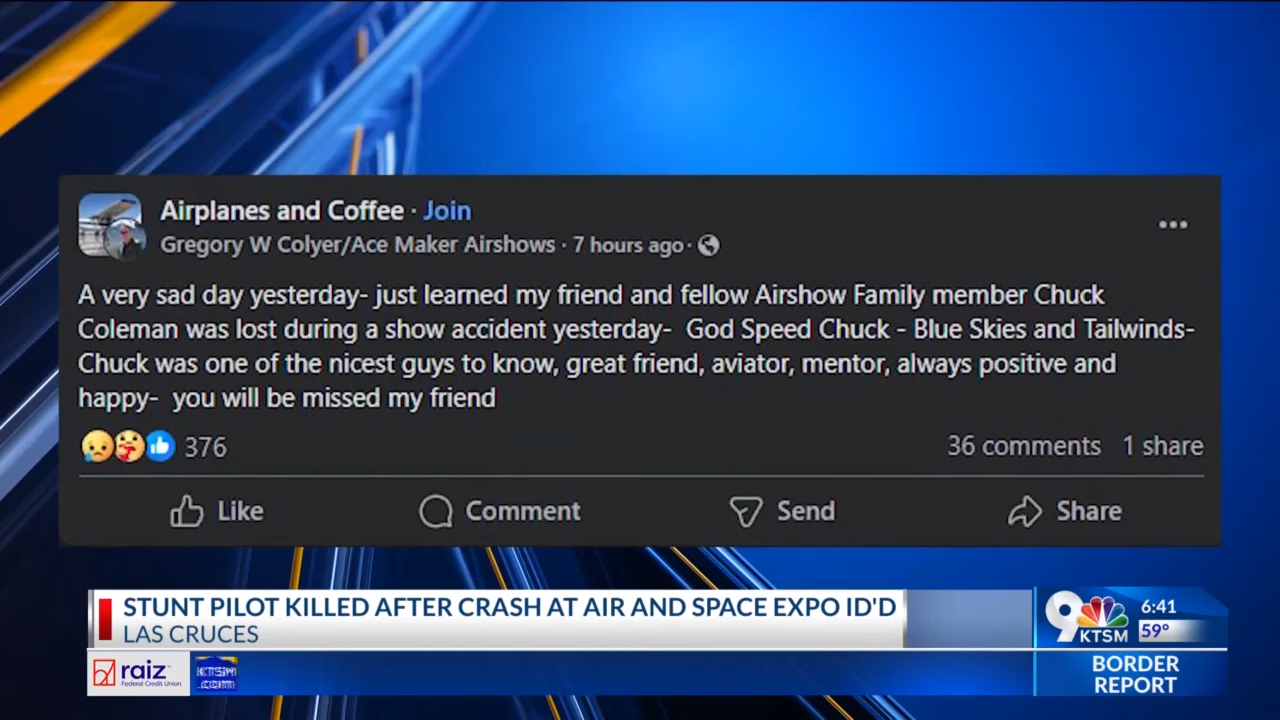 Airplanes and Coffee · Join
Gregory W Colyer/Ace Maker Airshows · 7 hours ago ·
A very sad day yesterday- just learned my friend and fellow Airshow Family member Chuck
Coleman was lost during a show accident yesterday-  God Speed Chuck - Blue Skies and Tailwinds-
Chuck was one of the nicest guys to know, great friend, aviator, mentor, always positive and
happy-  you will be missed my friend
376
36 comments 1 share
Like Comment Send Share
STUNT PILOT KILLED AFTER CRASH AT AIR AND SPACE EXPO ID'D
LAS CRUCES
9 KTSM
6:41
59°
raiz
Federal Credit Union
KTSM
.COM
BORDER
REPORT